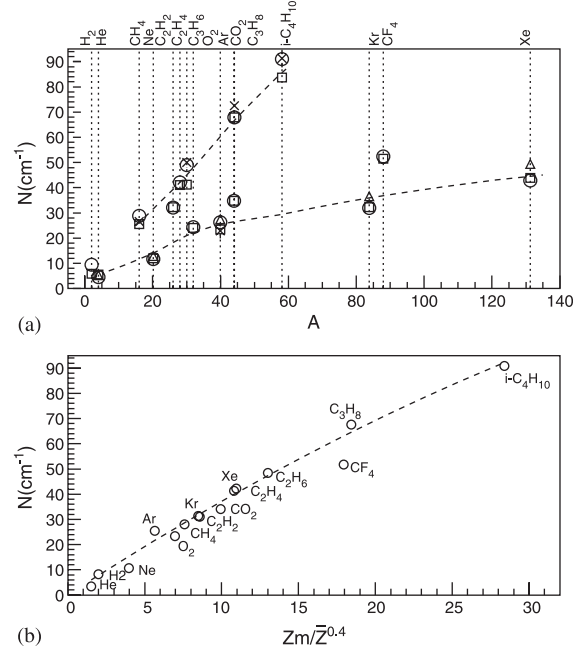 H2 He CH4 Ne C2H2 C2H4 C3H6 O2 Ar CO2 C3H8 i-C4H10 Kr CF4 Xe
N(cm-1)
100
90
80
70
60
50
40
30
20
10
0
0 20 40 60 80 100 120 140
A
(a)
N(cm-1)
100
90
80
70
60
50
40
30
20
10
0
i-C4H10
C3H8
CF4
Xe
C2H6
C2H4
Kr
CO2
Ar
C2H2
CH4
O2
H2
Ne
He
0 5 10 15 20 25 30
Zm/Z̅0.4
(b)